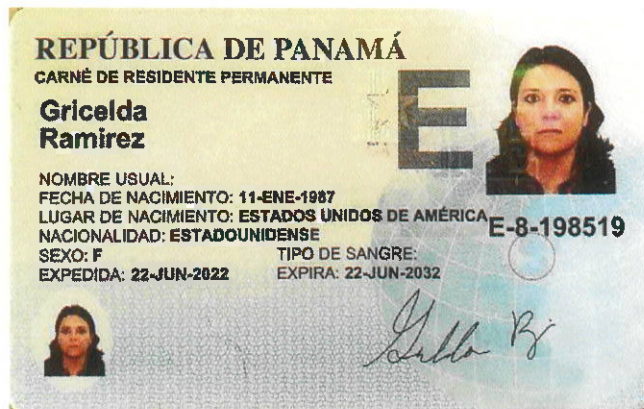 REPÚBLICA DE PANAMÁ
CARNÉ DE RESIDENTE PERMANENTE
E
Gricelda
Ramirez
NOMBRE USUAL:
FECHA DE NACIMIENTO: 11-ENE-1987
LUGAR DE NACIMIENTO: ESTADOS UNIDOS DE AMÉRICA
E-8-198519
NACIONALIDAD: ESTADOUNIDENSE
SEXO: F TIPO DE SANGRE:
EXPEDIDA: 22-JUN-2022 EXPIRA: 22-JUN-2032